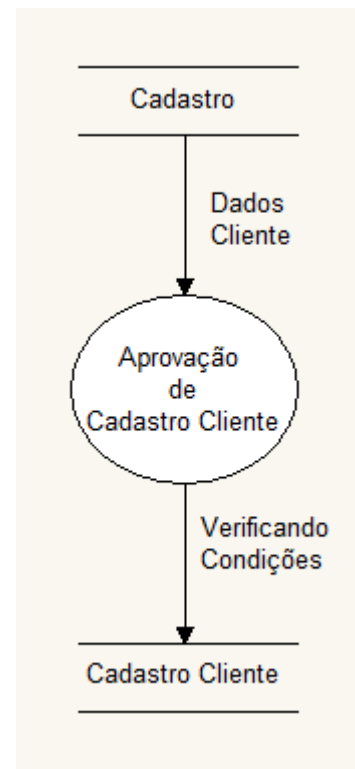 Cadastro
Dados
Cliente
Aprovação
de
Cadastro Cliente
Verificando
Condições
Cadastro Cliente